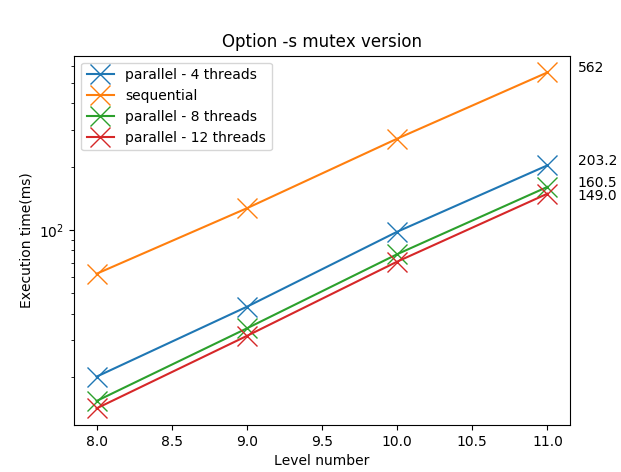 Option -s mutex version
parallel - 4 threads
sequential
parallel - 8 threads
parallel - 12 threads
562
203.2
160.5
149.0
Execution time(ms)
10²
8.0 8.5 9.0 9.5 10.0 10.5 11.0
Level number